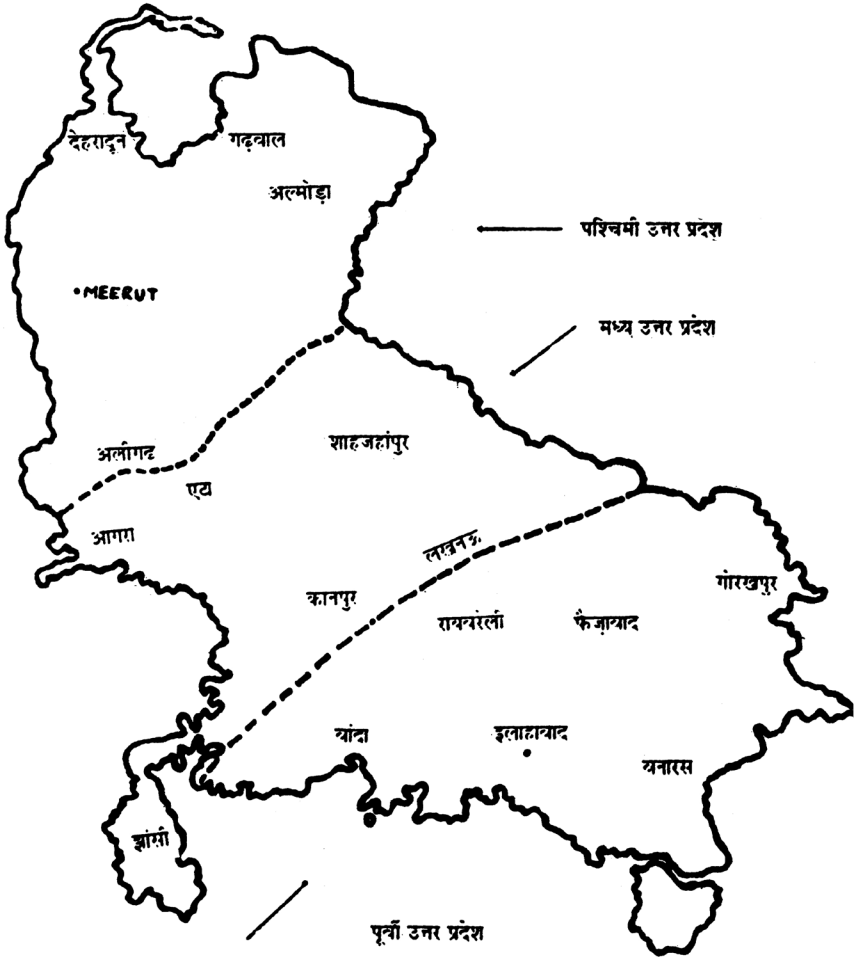 देहरादून
गढ़वाल
अल्मोड़ा
पश्चिमी उत्तर प्रदेश
MEERUT
मध्य उत्तर प्रदेश
अलीगढ
शाहजहांपुर
एटा
आगरा
लखनऊ
कानपुर
गोरखपुर
रायबरेली
फैज़ाबाद
बांदा
इलाहाबाद
बनारस
झांसी
पूर्वी उत्तर प्रदेश